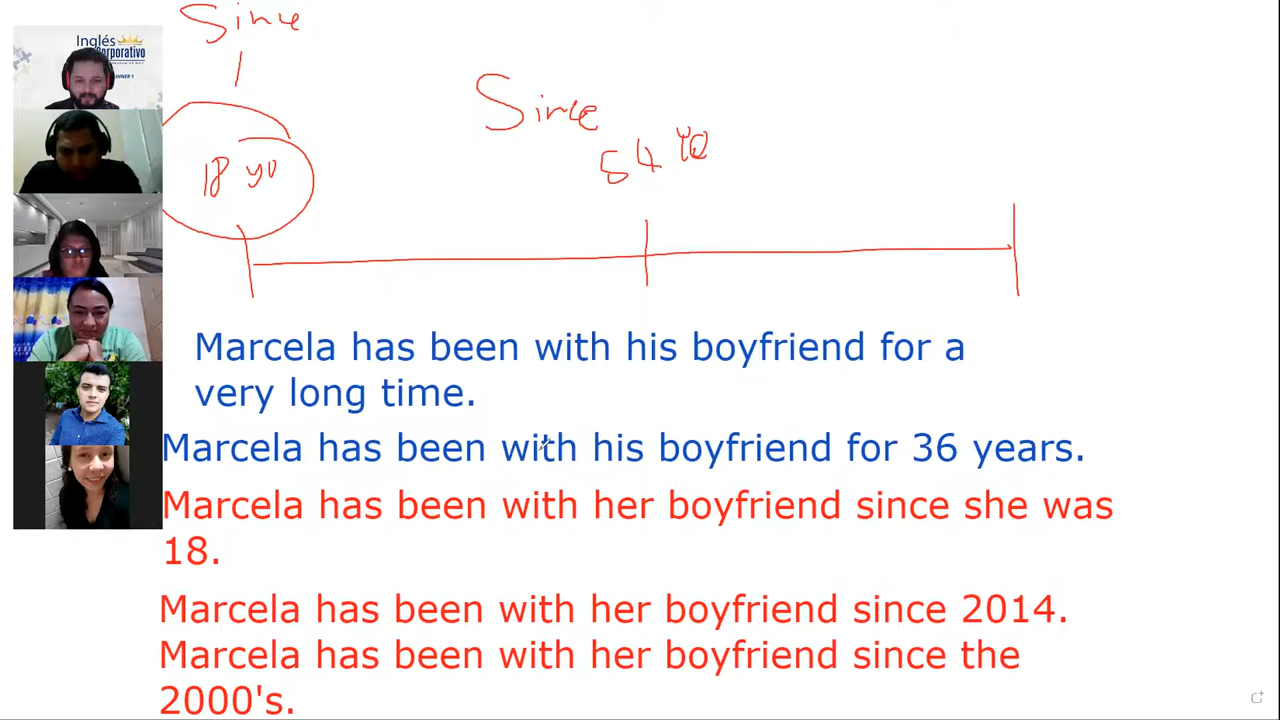 Since
Inglés
Corporativo
Since
54 yo
18 yo
Marcela has been with his boyfriend for a
very long time.
Marcela has been with his boyfriend for 36 years.
Marcela has been with her boyfriend since she was
18.
Marcela has been with her boyfriend since 2014.
Marcela has been with her boyfriend since the
2000's.